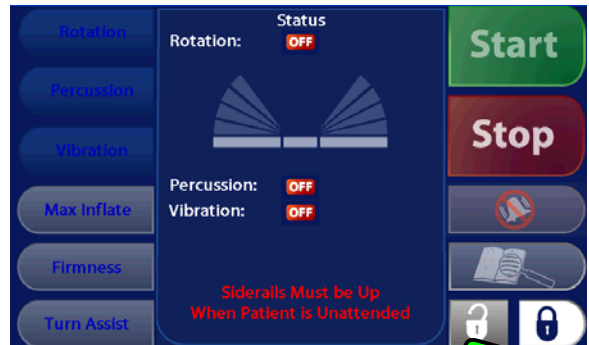 Rotation
Percussion
Vibration
Max Inflate
Firmness
Turn Assist
Status
Rotation: OFF
Percussion: OFF
Vibration: OFF
Siderails Must be Up
When Patient is Unattended
Start
Stop